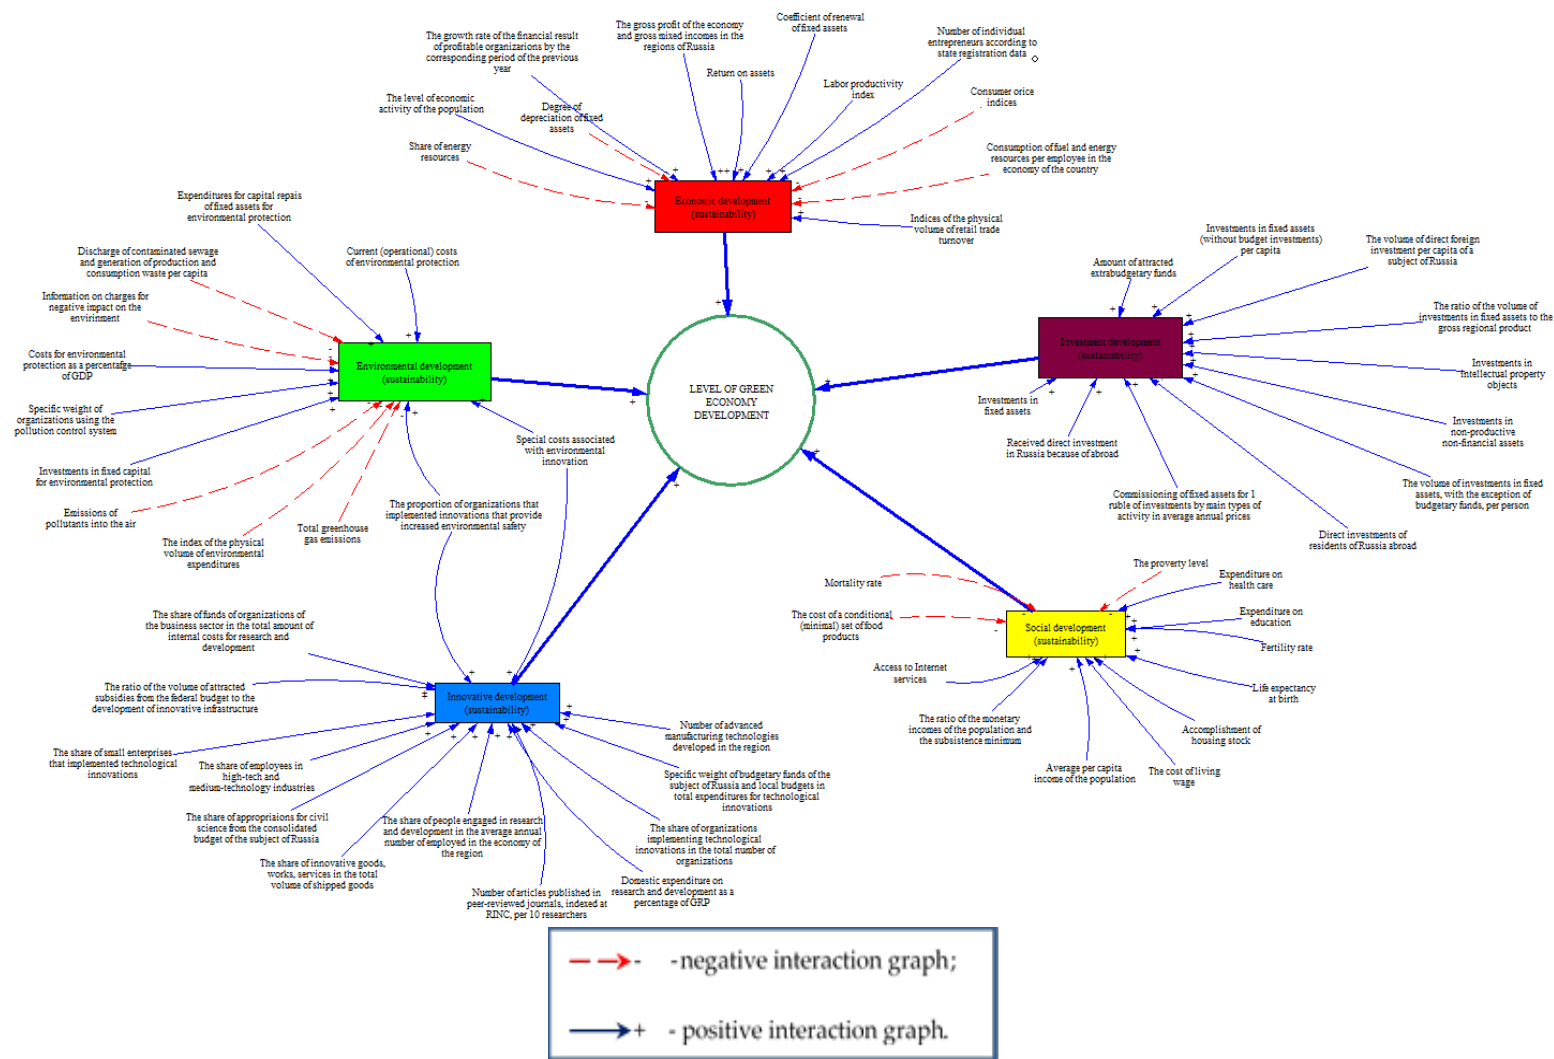 Coefficient of renewal
of fixed assets
The gross profit of the economy
and gross mixed incomes in the
regions of Russia
The growth rate of the financial result
of profitable organizarions by the
corresponding period of the previous
year
Number of individual
entrepreneurs according to
state registration data
Return on assets
Labor productivity
index
Consumer orice
indices
The level of economic
activity of the population
Degree of
depreciation of fixed
assets
Share of energy
resources
Consumption of fuel and energy
resources per employee in the
economy of the country
Economic development
(sustainability)
Indices of the physical
volume of retail trade
turnover
Expenditures for capital repais
of fixed assets for
environmental protection
Discharge of contaminated sewage
and generation of production and
consumption waste per capita
Current (operational) costs
of environmental protection
Information on charges for
negative impact on the
envirinment
Costs for environmental
protection as a percentafge
of GDP
Environmental development
(sustainability)
Specific weight of
organizations using the
pollution control system
Investments in fixed capital
for environmental protection
Emissions of
pollutants into the air
The index of the physical
volume of environmental
expenditures
Total greenhouse
gas emissions
The proportion of organizations that
implemented innovations that provide
increased environmental safety
Special costs associated
with environmental
innovation
LEVEL OF GREEN
ECONOMY
DEVELOPMENT
Investments in fixed assets
(without budget investments)
per capita
Amount of attracted
extrabudgetary funds
The volume of direct foreign
investment per capita of a
subject of Russia
The ratio of the volume of
investments in fixed assets to the
gross regional product
Investment development
(sustainability)
Investments in
intellectual property
objects
Investments in
fixed assets
Received direct investment
in Russia because of abroad
Investments in
non-productive
non-financial assets
Commissioning of fixed assets for 1
ruble of investments by main types of
activity in average annual prices
The volume of investments in fixed
assets, with the exception of
budgetary funds, per person
Direct investments of
residents of Russia abroad
Mortality rate
The proverty level
Expenditure on
health care
The cost of a conditional
(minimal) set of food
products
Social development
(sustainability)
Expenditure on
education
Fertility rate
Access to Internet
services
Life expectancy
at birth
The ratio of the monetary
incomes of the population and
the subsistence minimum
Accomplishment of
housing stock
Average per capita
income of the population
The cost of living
wage
The share of funds of organizations of
the business sector in the total amount of
internal costs for research and
development
The ratio of the volume of attracted
subsidies from the federal budget to the
development of innovative infrastructure
Innovative development
(sustainability)
The share of small enterprises
that implemented technological
innovations
The share of employees in
high-tech and
medium-technology industries
The share of appropriaions for civil
science from the consolidated
budget of the subject of Russia
The share of innovative goods,
works, services in the total
volume of shipped goods
The share of people engaged in research
and development in the average annual
number of employed in the economy of
the region
Number of articles published in
peer-reviewed journals, indexed at
RINC, per 10 researchers
Domestic expenditure on
research and development as a
percentage of GRP
The share of organizations
implementing technological
innovations in the total number of
organizations
Specific weight of budgetary funds of the
subject of Russia and local budgets in
total expenditures for technological
innovations
Number of advanced
manufacturing technologies
developed in the region
- -negative interaction graph;
+ - positive interaction graph.